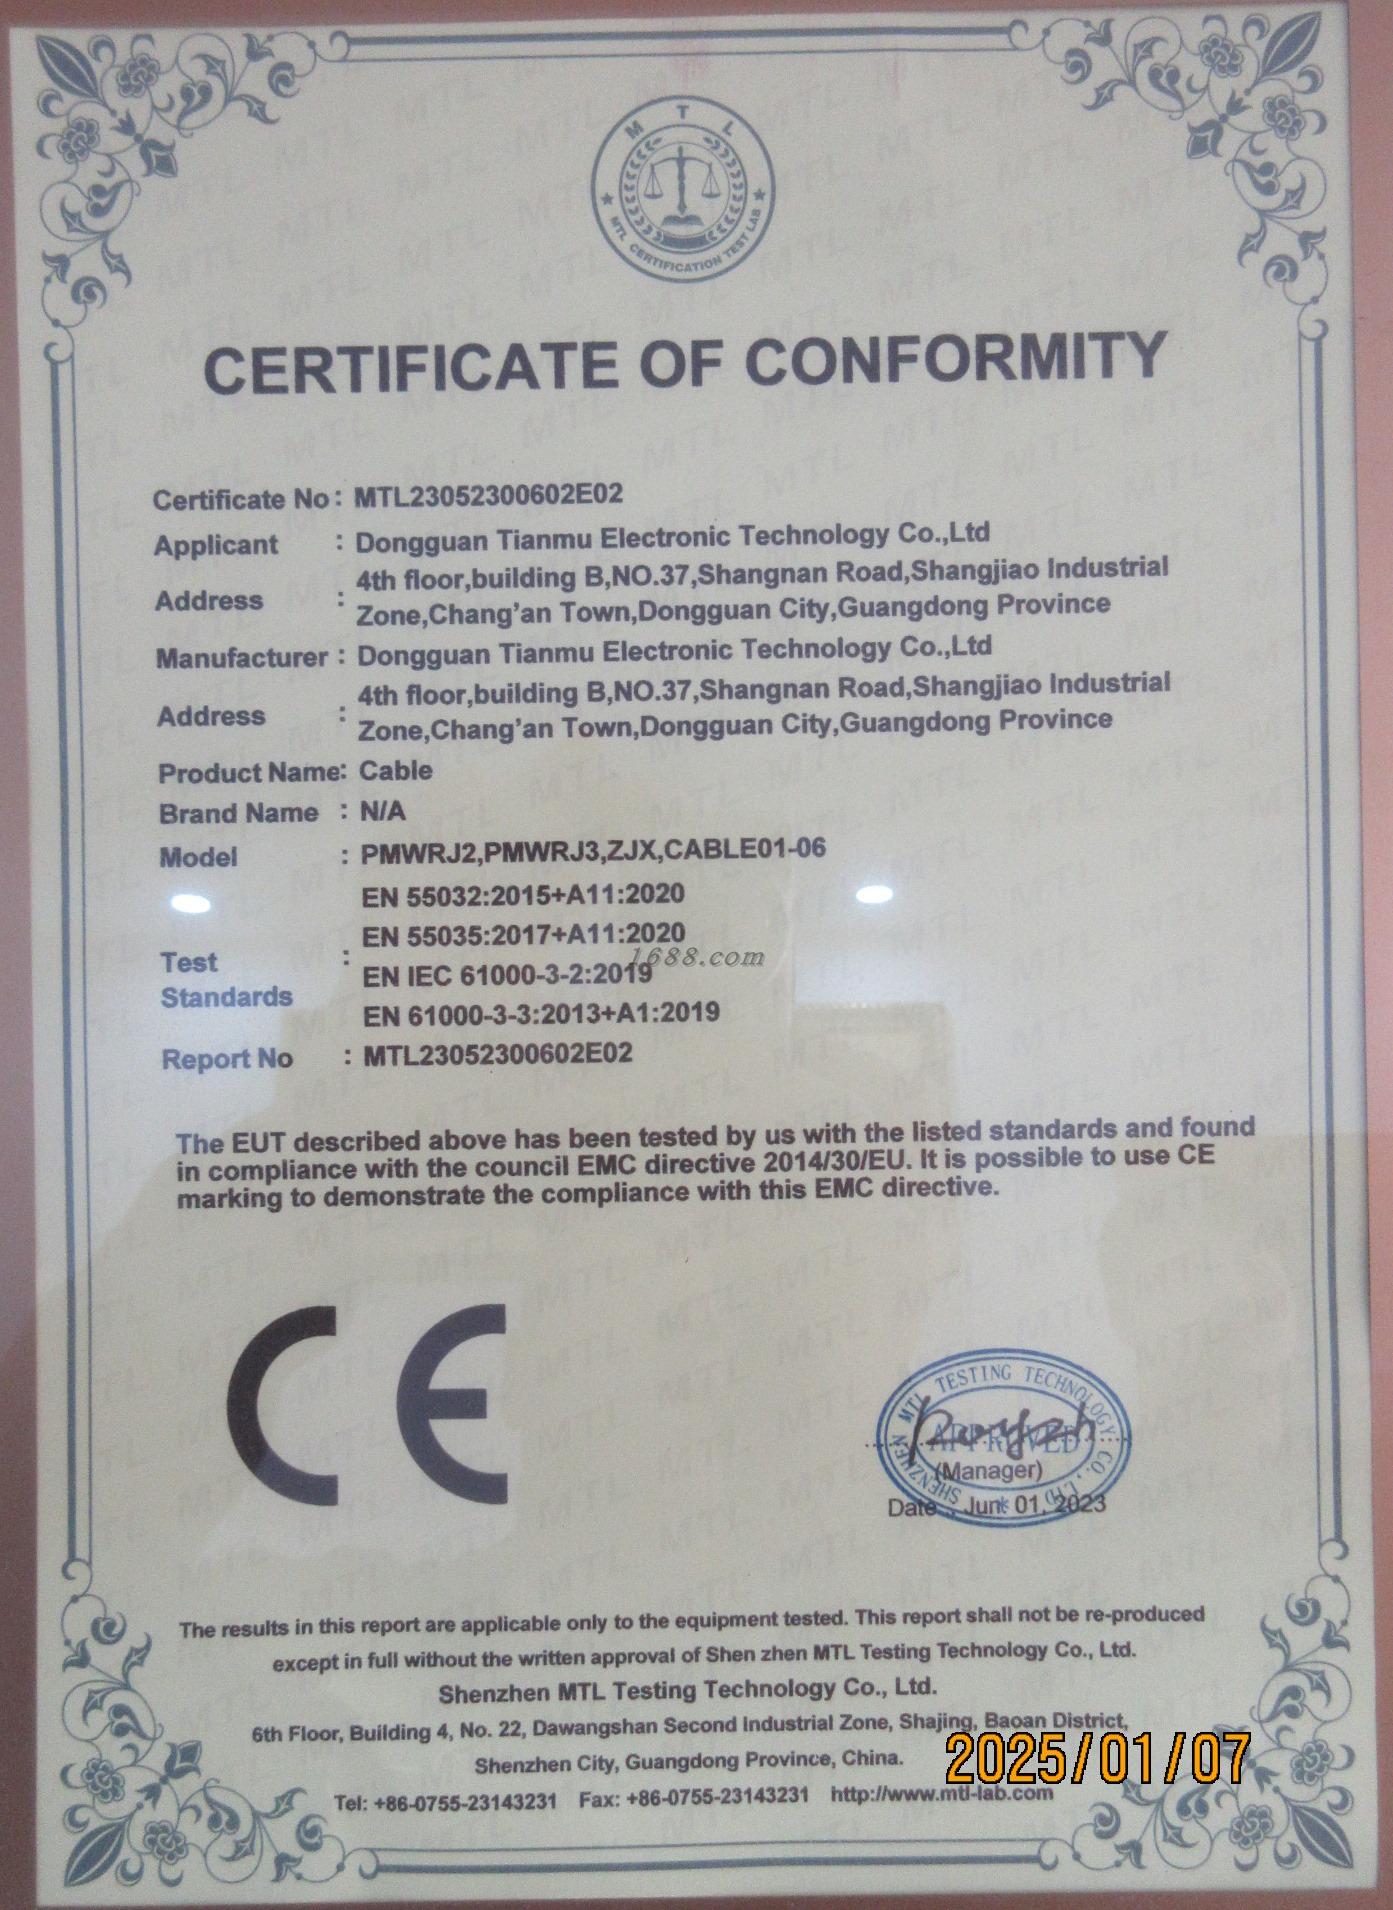 M T L
MTL CERTIFICATION TEST LAB
CERTIFICATE OF CONFORMITY
Certificate No: MTL23052300602E02
Applicant : Dongguan Tianmu Electronic Technology Co.,Ltd
Address : 4th floor,building B,NO.37,Shangnan Road,Shangjiao Industrial
Zone,Chang'an Town,Dongguan City,Guangdong Province
Manufacturer : Dongguan Tianmu Electronic Technology Co.,Ltd
Address : 4th floor,building B,NO.37,Shangnan Road,Shangjiao Industrial
Zone,Chang'an Town,Dongguan City,Guangdong Province
Product Name: Cable
Brand Name : N/A
Model : PMWRJ2,PMWRJ3,ZJX,CABLE01-06
EN 55032:2015+A11:2020
EN 55035:2017+A11:2020
1688.com
Test
Standards :
EN IEC 61000-3-2:2019
EN 61000-3-3:2013+A1:2019
Report No : MTL23052300602E02
The EUT described above has been tested by us with the listed standards and found
in compliance with the council EMC directive 2014/30/EU. It is possible to use CE
marking to demonstrate the compliance with this EMC directive.
CE
SHENZHEN MTL TESTING TECHNOLOGY CO., LTD
APPROVED
(Manager)
Date Jun 01, 2023
The results in this report are applicable only to the equipment tested. This report shall not be re-produced
except in full without the written approval of Shen zhen MTL Testing Technology Co., Ltd.
Shenzhen MTL Testing Technology Co., Ltd.
6th Floor, Building 4, No. 22, Dawangshan Second Industrial Zone, Shajing, Baoan District,
Shenzhen City, Guangdong Province, China.
2025/01/07
Tel: +86-0755-23143231 Fax: +86-0755-23143231 http://www.mtl-lab.com